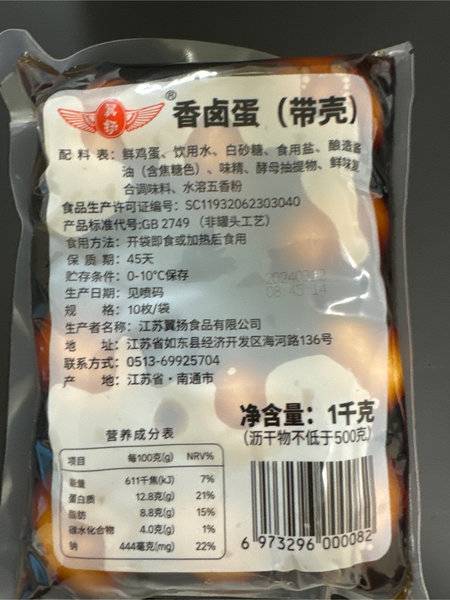 翼扬
®
香卤蛋（带壳）
配 料 表：鲜鸡蛋、饮用水、白砂糖、食用盐、酿造酱
油（含焦糖色）、味精、酵母抽提物、鲜味复
合调味料、水溶五香粉
食品生产许可证编号：SC11932062303040
产品标准代号:GB 2749（非罐头工艺）
食用方法：开袋即食或加热后食用
保 质 期：45天
贮存条件：0-10℃保存
生产日期：见喷码
规 格：10枚/袋
生产者名称：江苏翼扬食品有限公司
地 址：江苏省如东县经济开发区海河路136号
联系方式：0513-69925704
产 地：江苏省·南通市
08:45:14
净含量：1千克
（沥干物不低于500克）
营养成分表
项目 每100克(g) NRV%
能量 611千焦(kJ) 7%
蛋白质 12.8克(g) 21%
脂肪 8.8克(g) 15%
碳水化合物 4.0克(g) 1%
钠 444毫克(mg) 22%
6 973296 000082